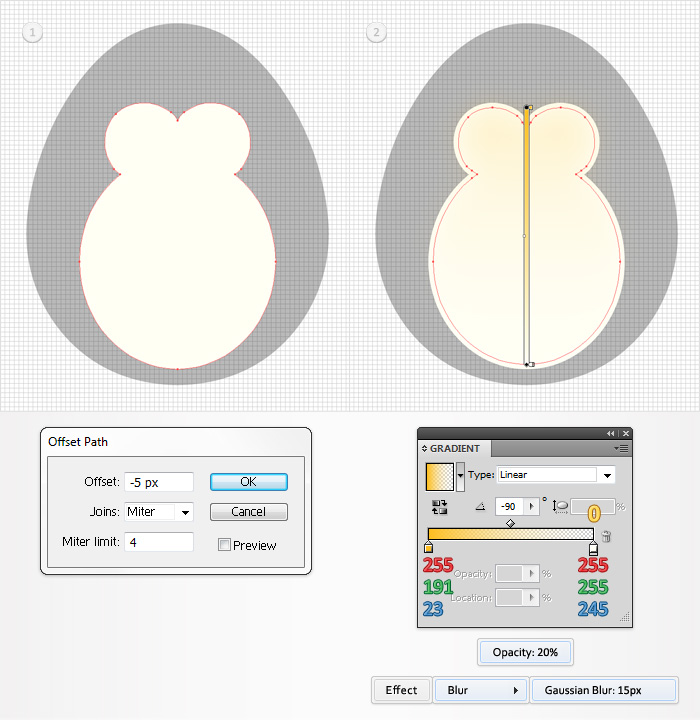 1
2
Offset Path
Offset: -5 px
OK
Joins: Miter
Cancel
Miter limit: 4
Preview
GRADIENT
Type: Linear
-90 °
0 %
255 255
Opacity: %
191 255
Location: %
23 245
Opacity: 20%
Effect Blur Gaussian Blur: 15px